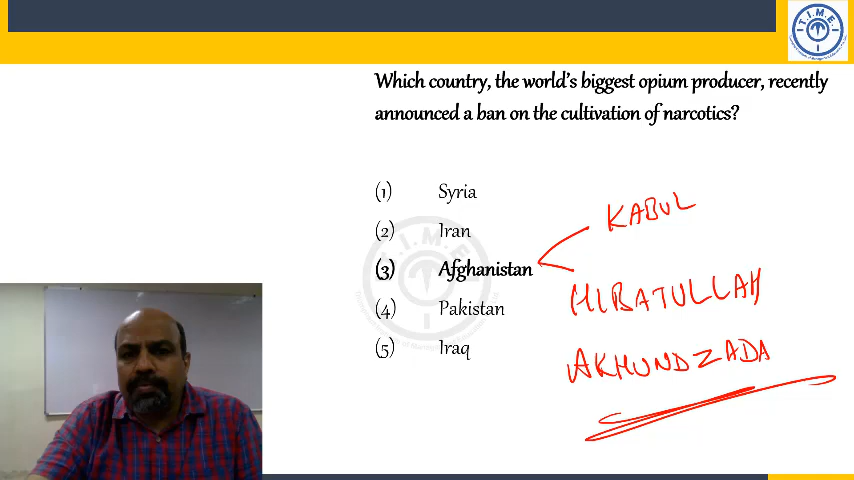 T.I.M.E.
Which country, the world's biggest opium producer, recently
announced a ban on the cultivation of narcotics?
(1) Syria
(2) Iran
(3) Afghanistan
(4) Pakistan
(5) Iraq
KABUL
HIBATULLAH
AKHUNDZADA
T.I.M.E.